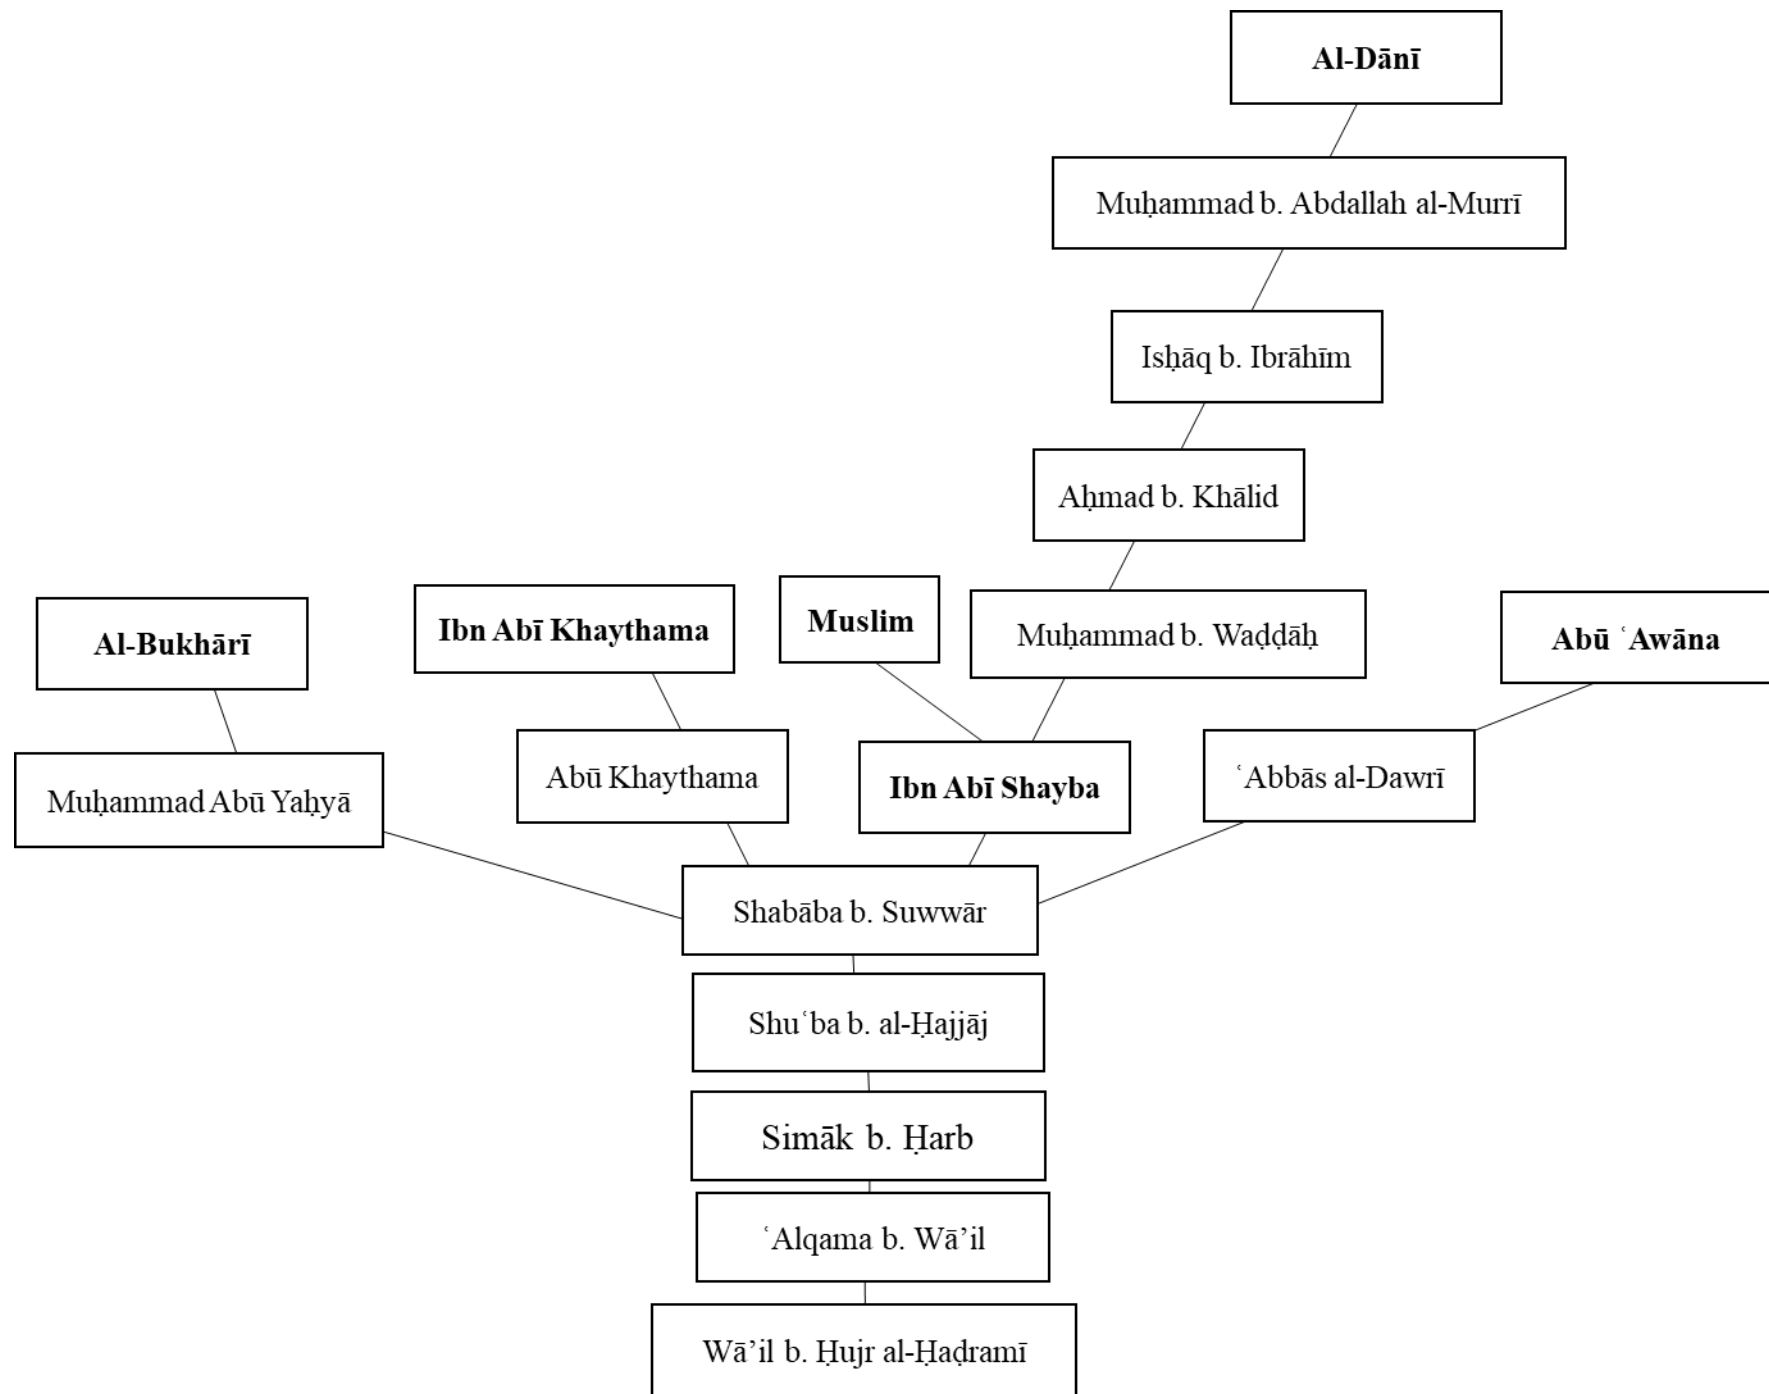 Al-Dānī
Muḥammad b. Abdallah al-Murrī
Isḥāq b. Ibrāhīm
Aḥmad b. Khālid
Al-Bukhārī
Ibn Abī Khaythama
Muslim
Muḥammad b. Waḍḍāḥ
Abū ʿAwāna
Muḥammad Abū Yaḥyā
Abū Khaythama
Ibn Abī Shayba
ʿAbbās al-Dawrī
Shabāba b. Suwwār
Shuʿba b. al-Ḥajjāj
Simāk b. Ḥarb
ʿAlqama b. Wā’il
Wā’il b. Ḥujr al-Ḥaḍramī